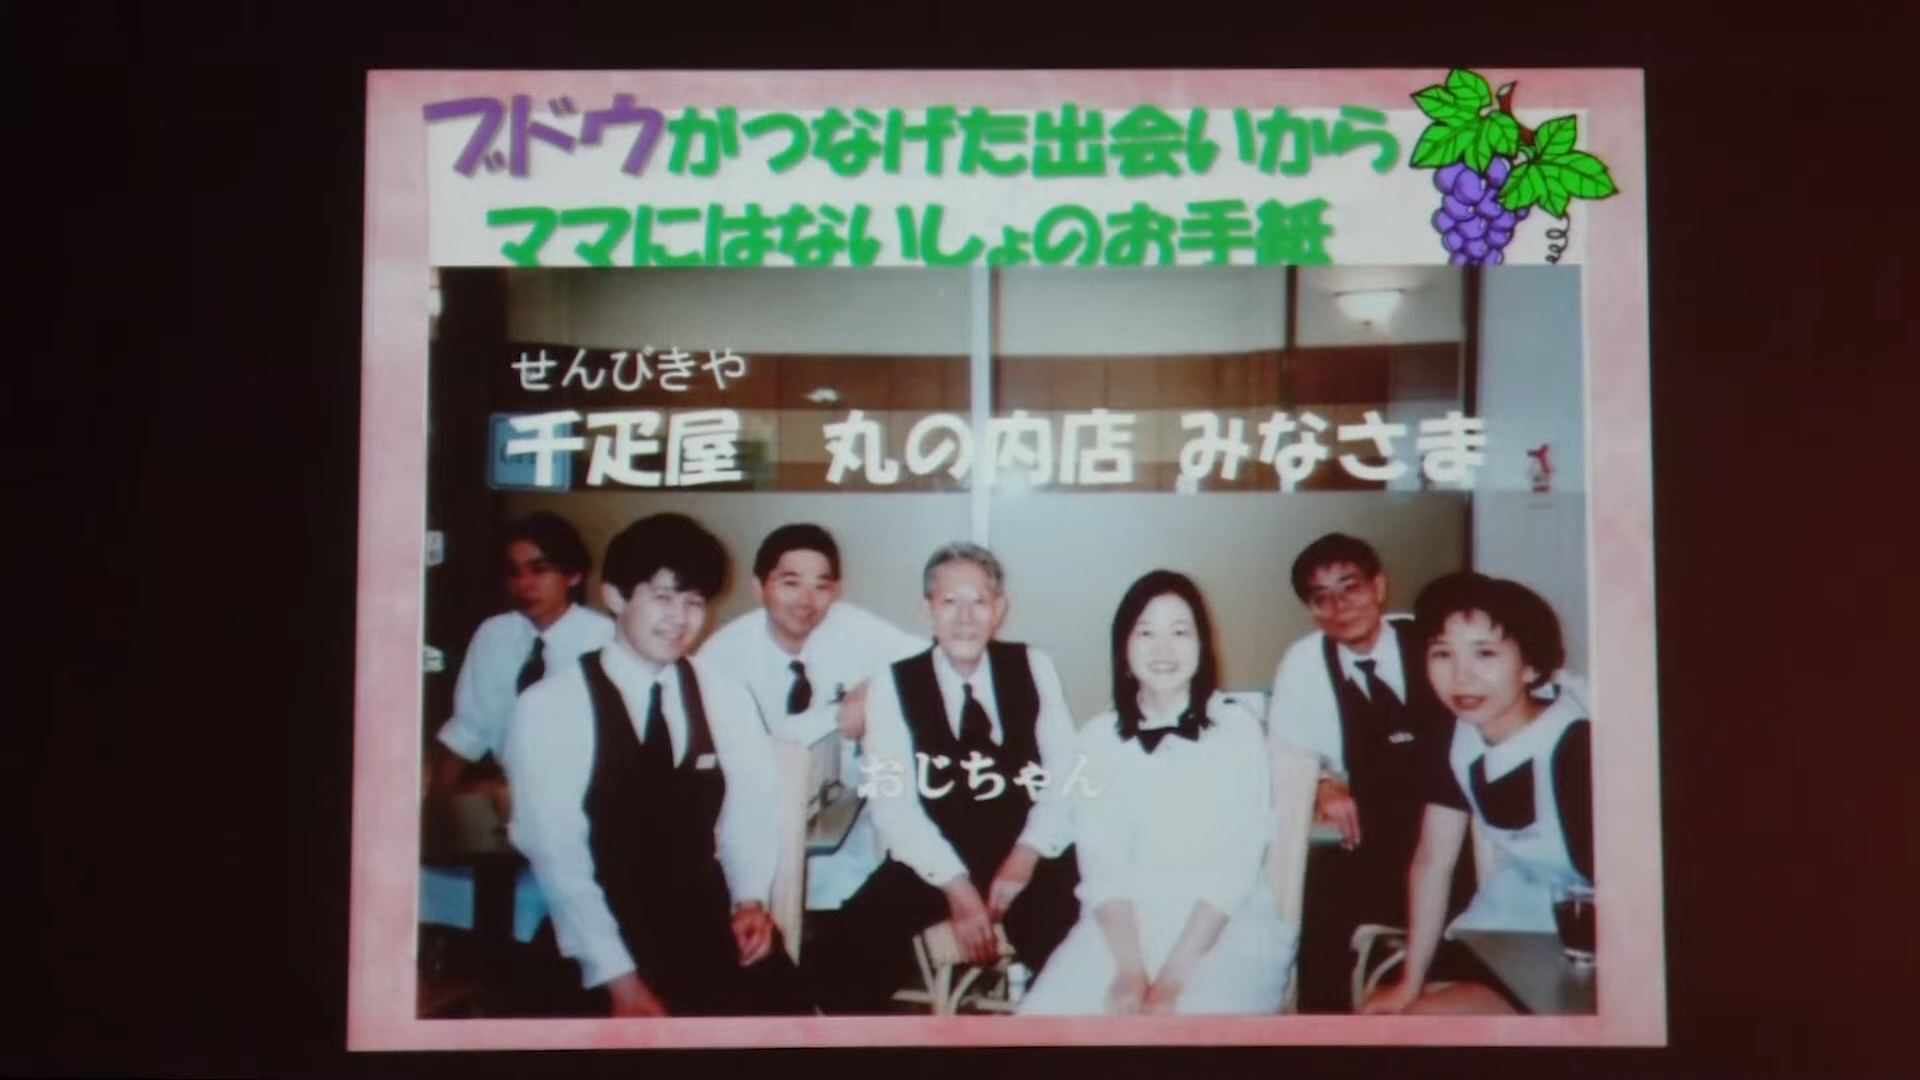 ブドウがつなげた出会いから
ママにはないしょのお手紙
せんびきや
千疋屋 丸の内店 みなさま
おじちゃん